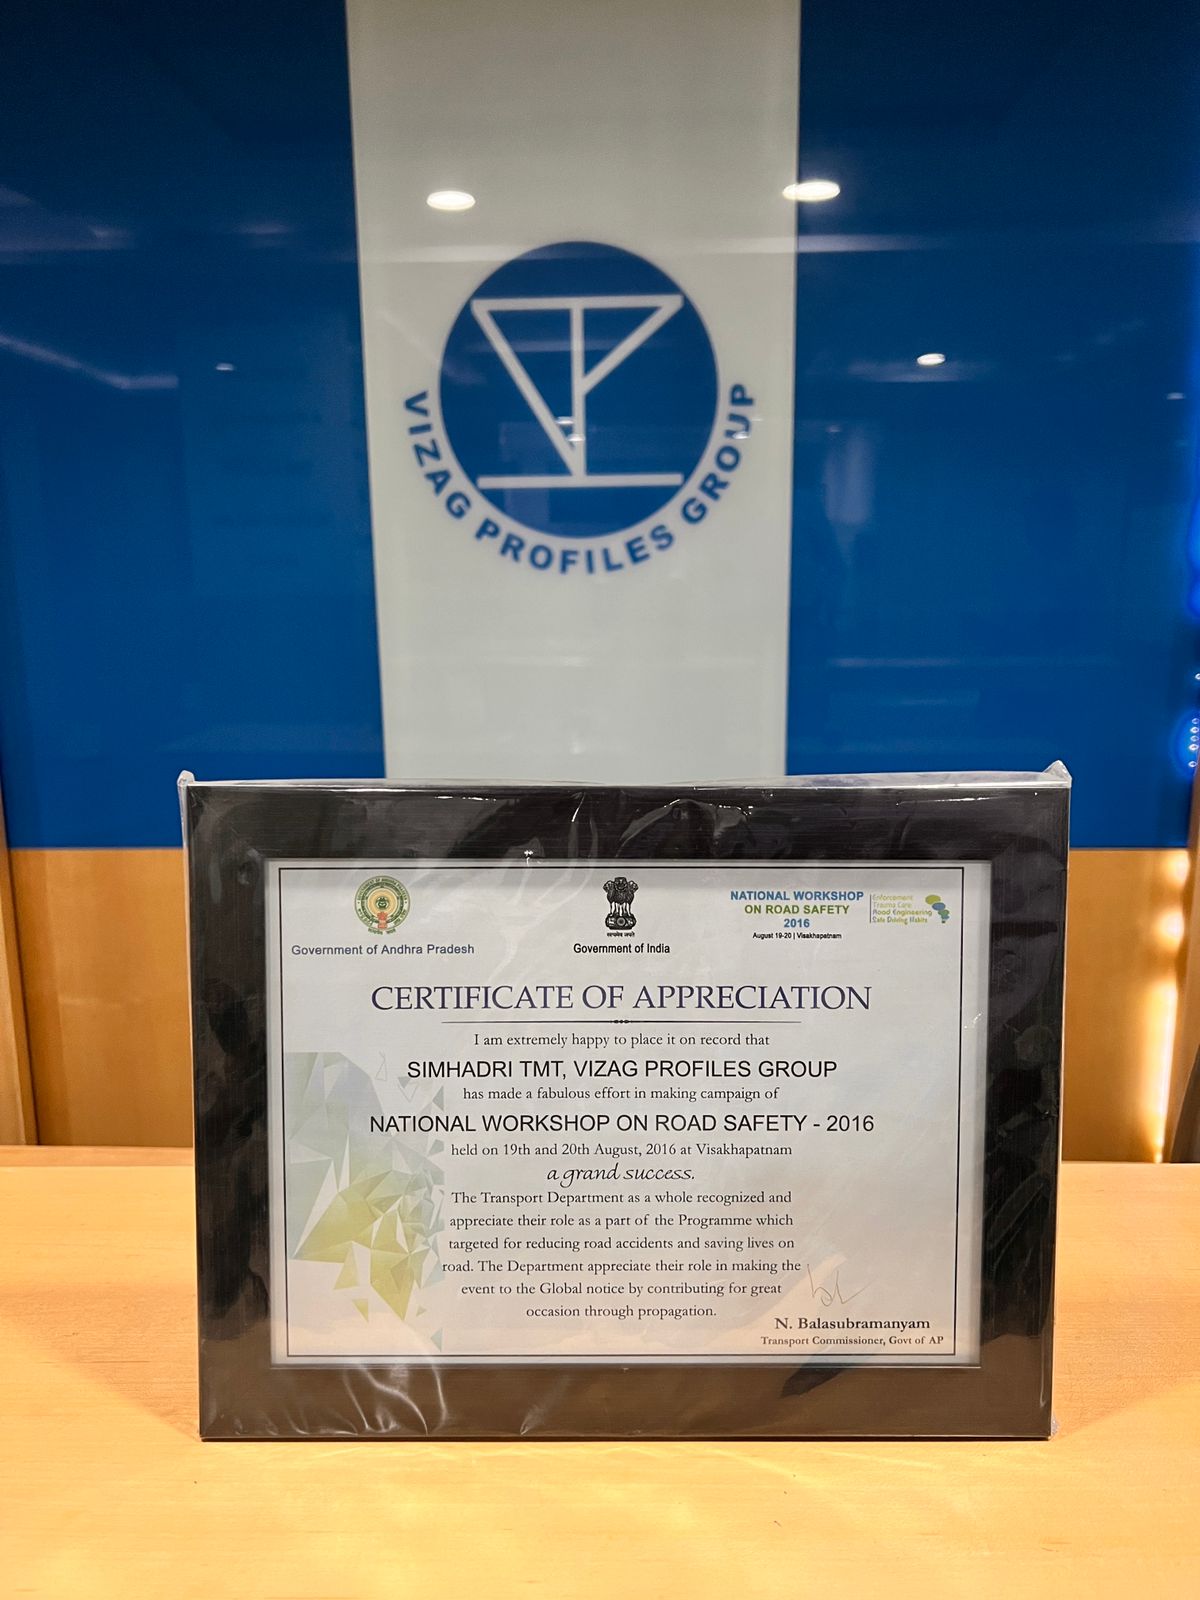 VIZAG PROFILES GROUP
Government of Andhra Pradesh
सत्यमेव जयते
Government of India
NATIONAL WORKSHOP
ON ROAD SAFETY
2016
August 19-20 | Visakhapatnam
Enforcement
Trauma Care
Road Engineering
Safe Driving Habits
CERTIFICATE OF APPRECIATION
I am extremely happy to place it on record that
SIMHADRI TMT, VIZAG PROFILES GROUP
has made a fabulous effort in making campaign of
NATIONAL WORKSHOP ON ROAD SAFETY - 2016
held on 19th and 20th August, 2016 at Visakhapatnam
a grand success.
The Transport Department as a whole recognized and
appreciate their role as a part of the Programme which
targeted for reducing road accidents and saving lives on
road. The Department appreciate their role in making the
event to the Global notice by contributing for great
occasion through propagation.
N. Balasubramanyam
Transport Commissioner, Govt of AP